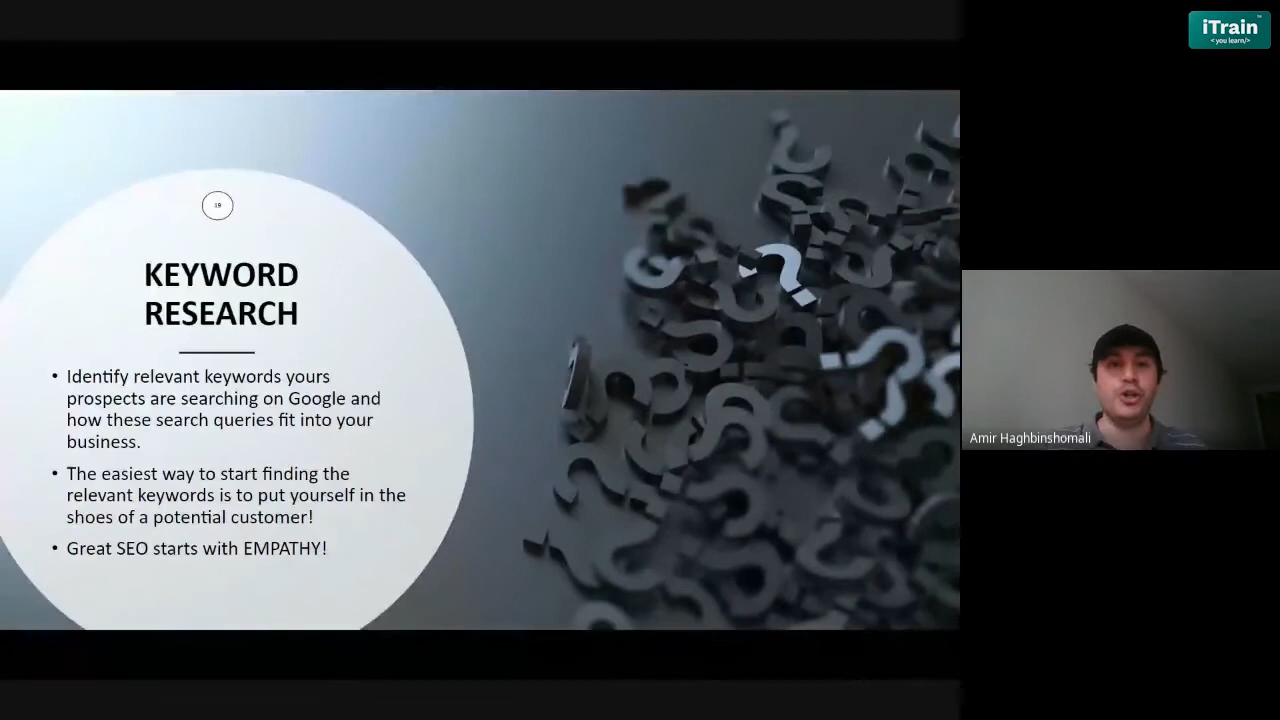 iTrain
< you learn/>
19
KEYWORD
RESEARCH
• Identify relevant keywords yours
prospects are searching on Google and
how these search queries fit into your
business.
• The easiest way to start finding the
relevant keywords is to put yourself in the
shoes of a potential customer!
• Great SEO starts with EMPATHY!
Amir Haghbinshomali